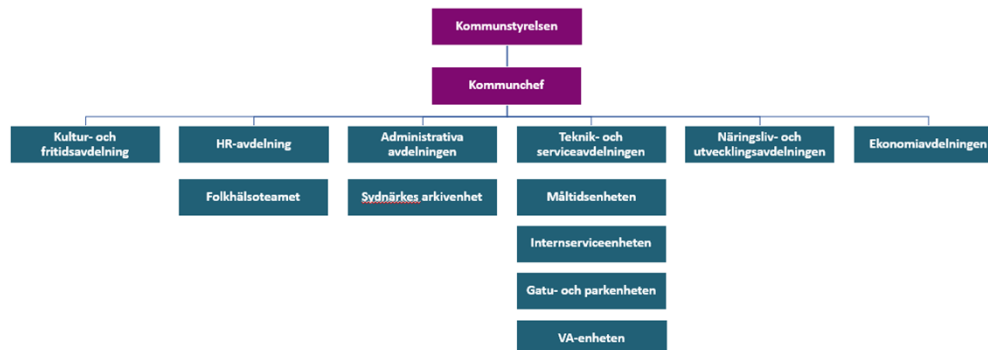 Kommunstyrelsen
Kommunchef
Kultur- och
fritidsavdelning
HR-avdelning
Administrativa
avdelningen
Teknik- och
serviceavdelningen
Näringsliv- och
utvecklingsavdelningen
Ekonomiavdelningen
Folkhälsoteamet
Sydnärkes arkivenhet
Måltidsenheten
Internserviceenheten
Gatu- och parkenheten
VA-enheten